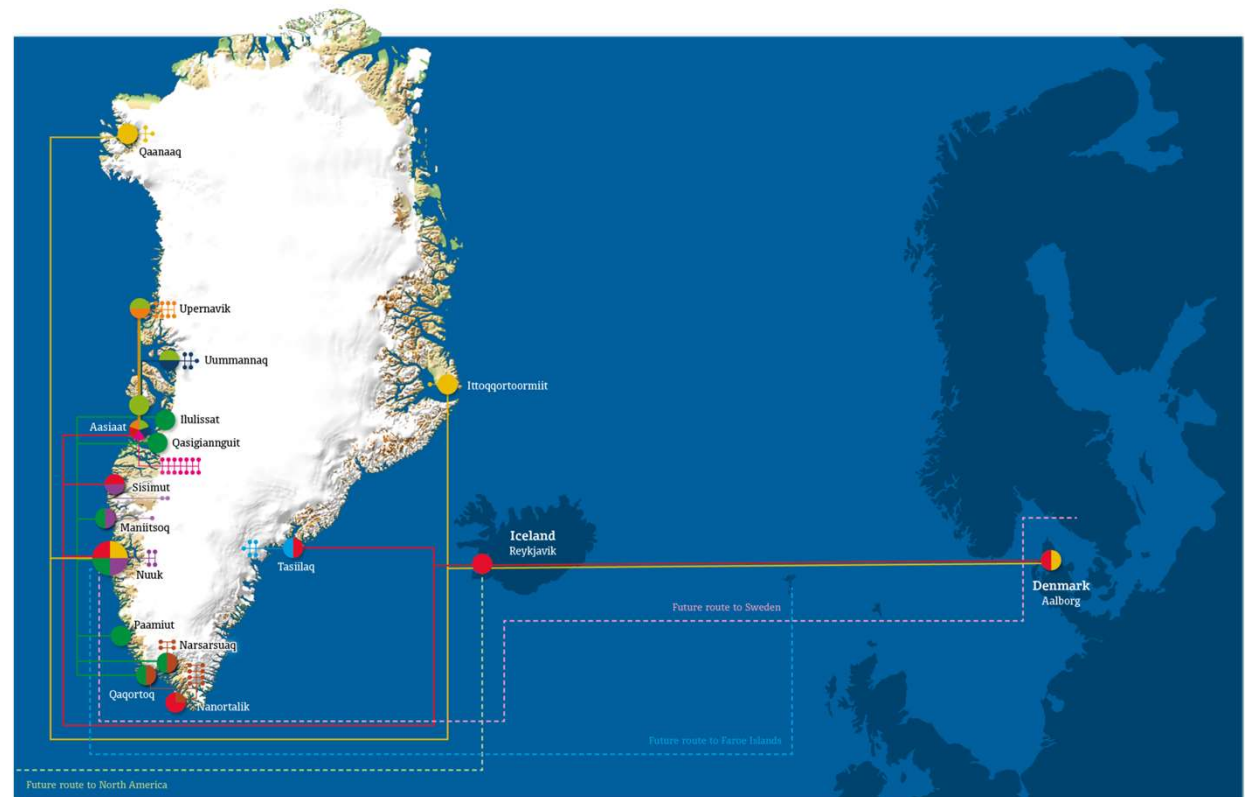 Qaanaaq
Upernavik
Uummannaq
Ittoqqortoormiit
Ilulissat
Aasiaat
Qasigiannguit
Sisimut
Maniitsoq
Iceland
Reykjavik
Tasiilaq
Nuuk
Denmark
Aalborg
Future route to Sweden
Paamiut
Narsarsuaq
Qaqortoq
Nanortalik
Future route to Faroe Islands
Future route to North America